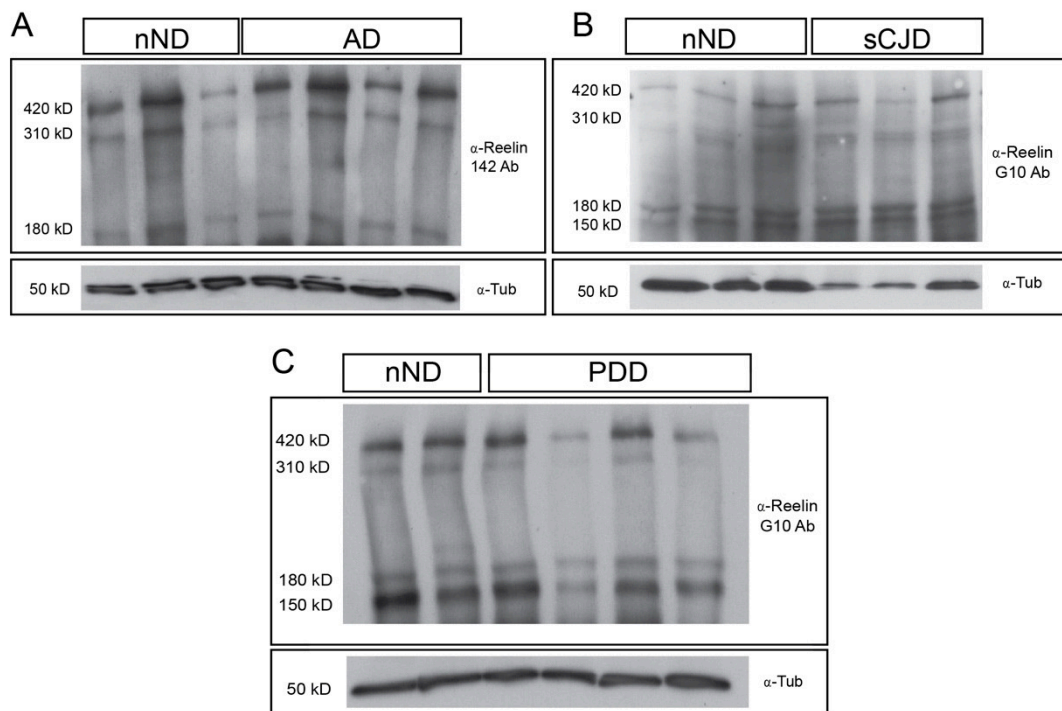 A
nND AD
420 kD
310 kD
180 kD
α-Reelin
142 Ab
50 kD
α-Tub
B
nND sCJD
420 kD
310 kD
180 kD
150 kD
α-Reelin
G10 Ab
50 kD
α-Tub
C
nND PDD
420 kD
310 kD
180 kD
150 kD
α-Reelin
G10 Ab
50 kD
α-Tub